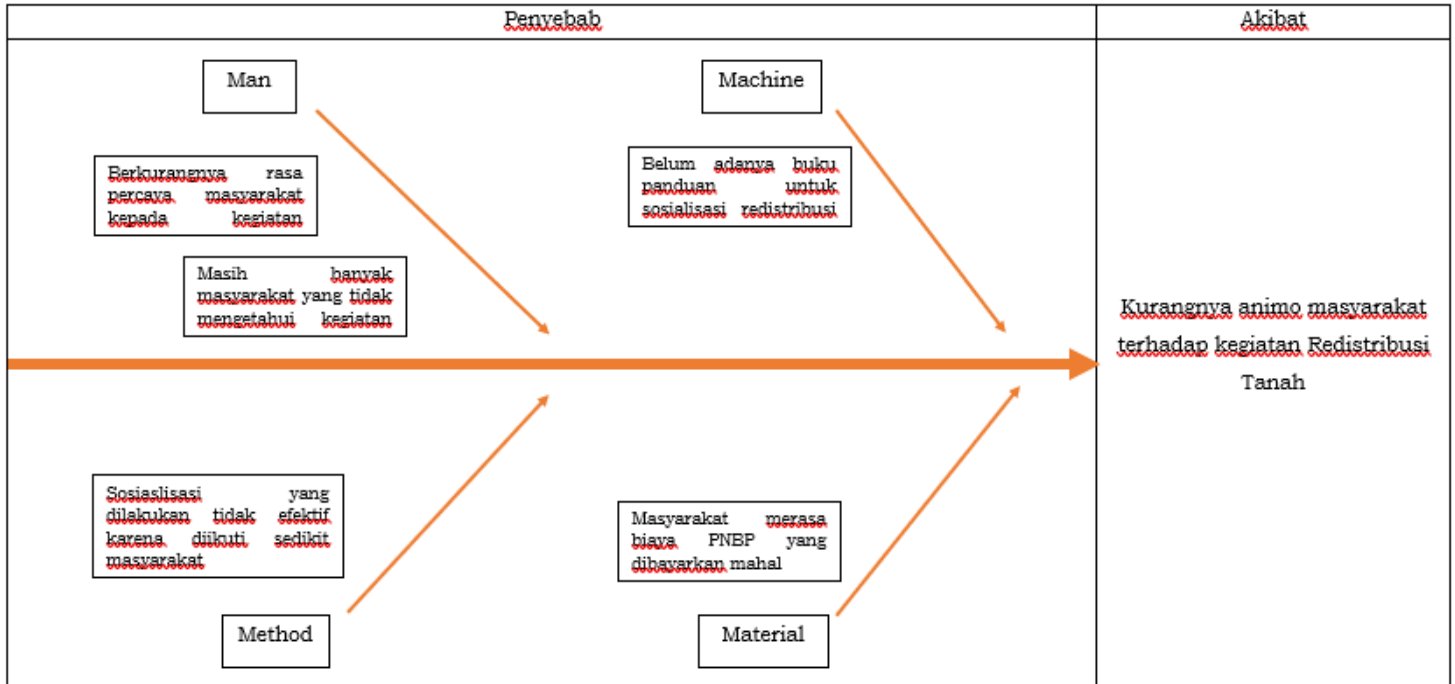 Penyebab
Akibat
Man
Machine
Berkurangnya rasa
percaya masyarakat
kepada kegiatan
Belum adanya buku
panduan untuk
sosialisasi redistribusi
Masih banyak
masyarakat yang tidak
mengetahui kegiatan
Kurangnya animo masyarakat
terhadap kegiatan Redistribusi
Tanah
Sosiaslisasi yang
dilakukan tidak efektif
karena diikuti sedikit
masyarakat
Masyarakat merasa
biaya PNBP yang
dibayarkan mahal
Method
Material